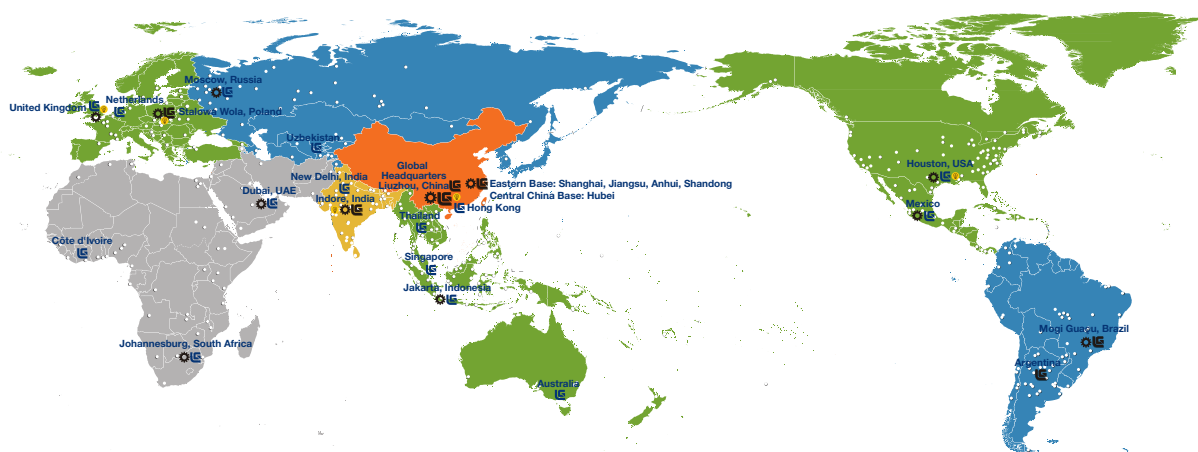 Moscow, Russia
United Kingdom
Netherlands
Stalowa Wola, Poland
Uzbekistan
New Delhi, India
Dubai, UAE
Indore, India
Global
Headquarters
Liuzhou, China
Eastern Base: Shanghai, Jiangsu, Anhui, Shandong
Central China Base: Hubei
Hong Kong
Thailand
Côte d'Ivoire
Singapore
Jakarta, Indonesia
Johannesburg, South Africa
Australia
Houston, USA
Mexico
Mogi Guaçu, Brazil
Argentina